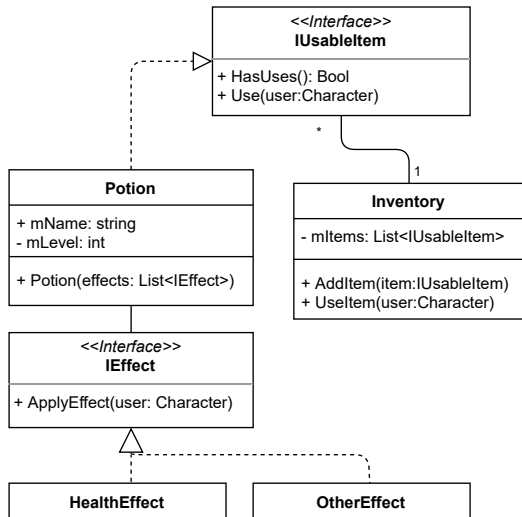 <<Interface>>
IUsableItem
+ HasUses(): Bool
+ Use(user:Character)
*
1
Potion
+ mName: string
- mLevel: int
+ Potion(effects: List<IEffect>)
Inventory
- mItems: List<IUsableItem>
+ AddItem(item:IUsableItem)
+ UseItem(user:Character)
<<Interface>>
IEffect
+ ApplyEffect(user: Character)
HealthEffect
OtherEffect